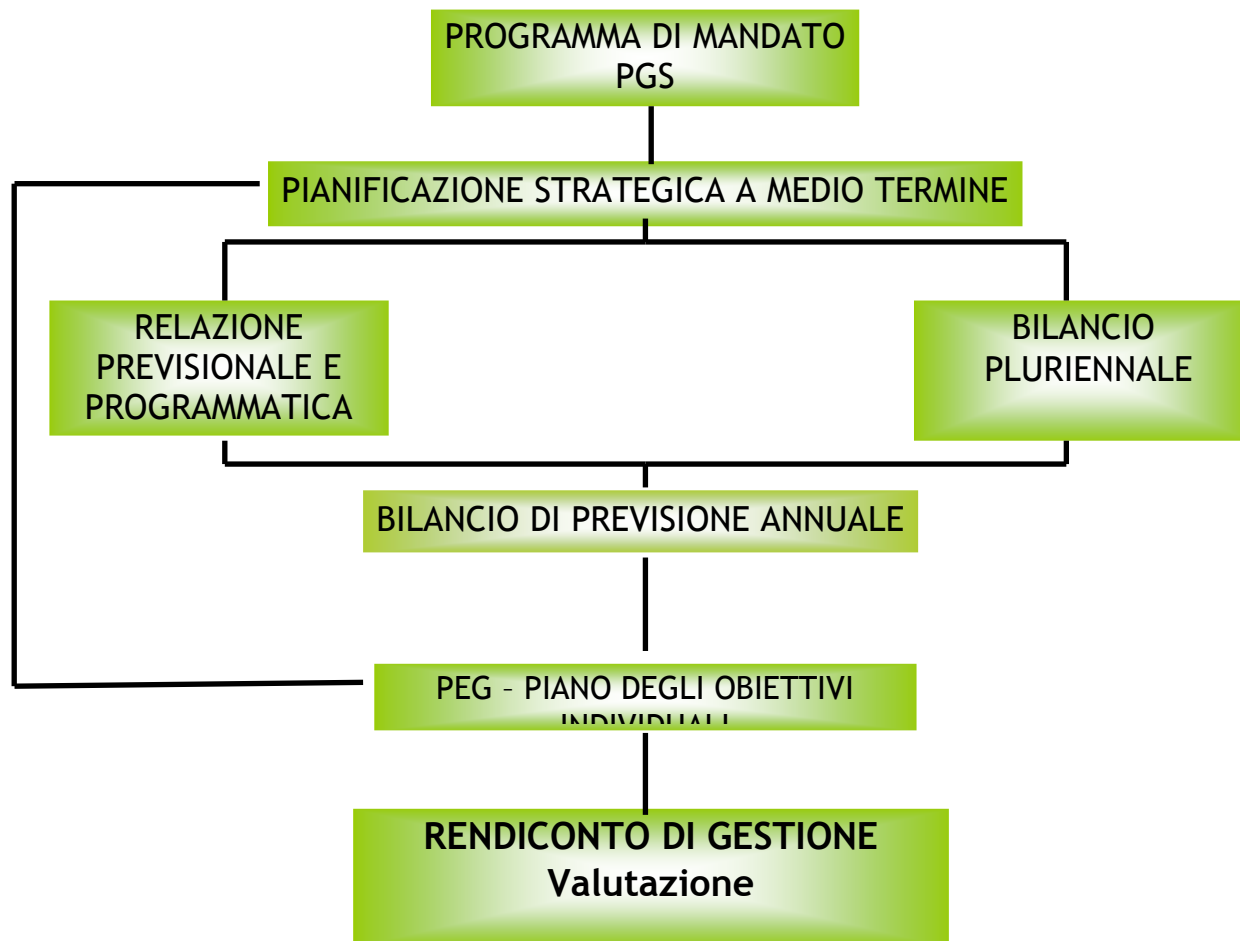 PROGRAMMA DI MANDATO
PGS
PIANIFICAZIONE STRATEGICA A MEDIO TERMINE
RELAZIONE
PREVISIONALE E
PROGRAMMATICA
BILANCIO
PLURIENNALE
BILANCIO DI PREVISIONE ANNUALE
PEG – PIANO DEGLI OBIETTIVI
INDIVIDUALI
RENDICONTO DI GESTIONE
Valutazione